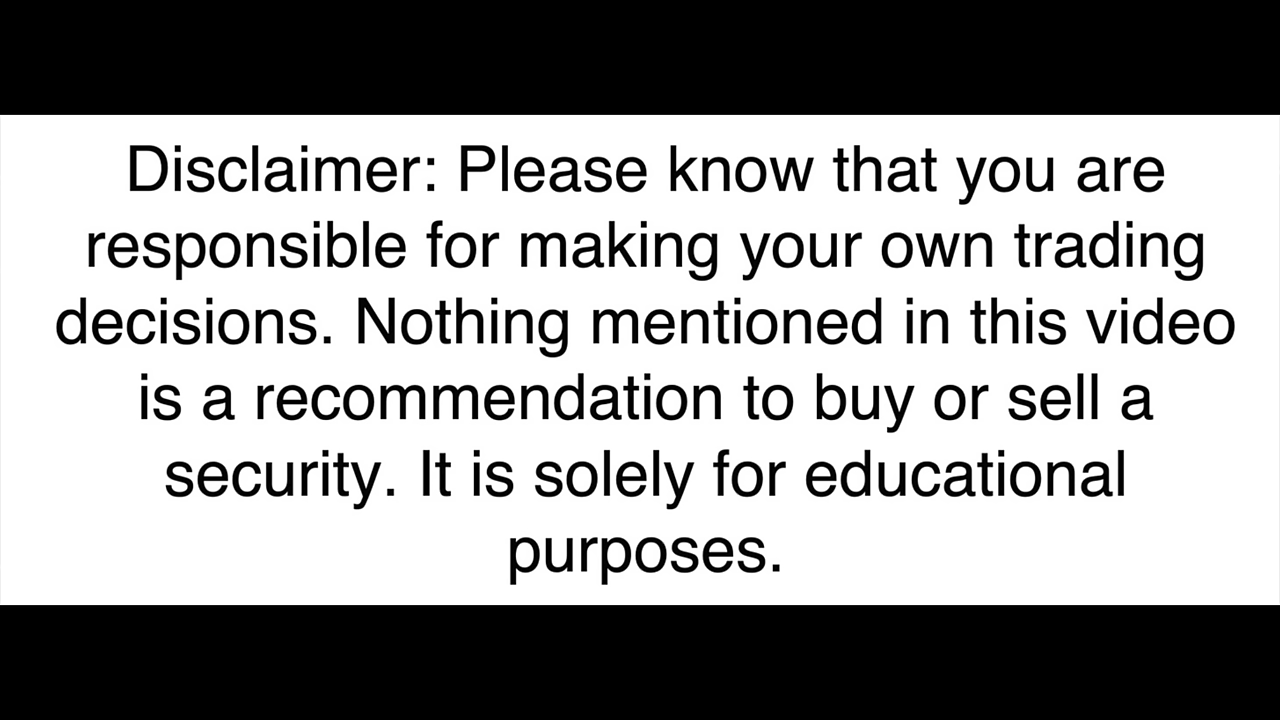 Disclaimer: Please know that you are
responsible for making your own trading
decisions. Nothing mentioned in this video
is a recommendation to buy or sell a
security. It is solely for educational
purposes.